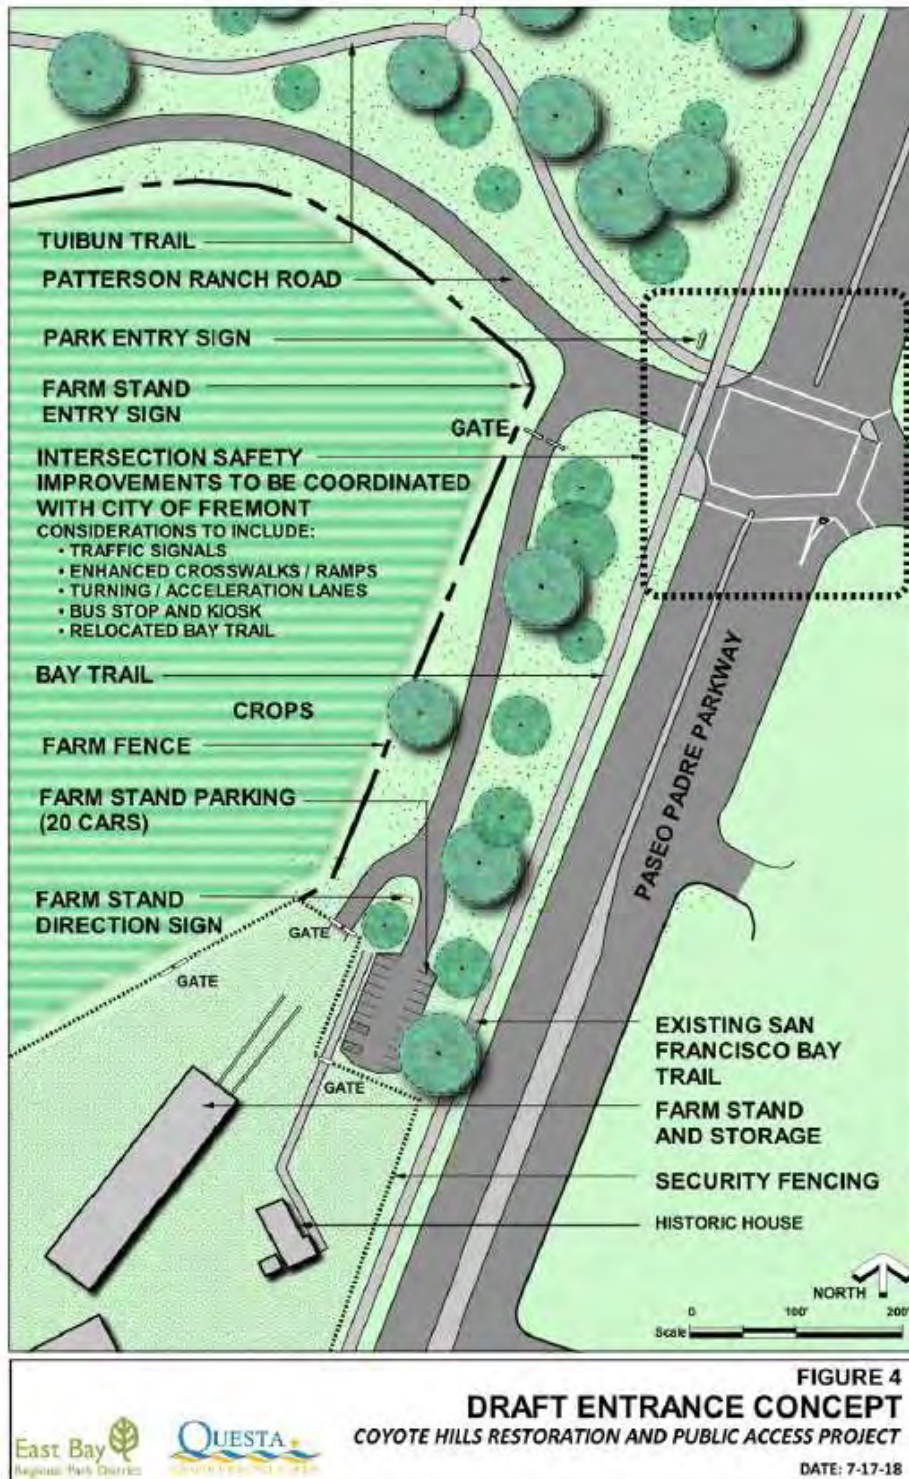 TUIBUN TRAIL
PATTERSON RANCH ROAD
PARK ENTRY SIGN
FARM STAND
ENTRY SIGN
GATE
INTERSECTION SAFETY
IMPROVEMENTS TO BE COORDINATED
WITH CITY OF FREMONT
CONSIDERATIONS TO INCLUDE:
• TRAFFIC SIGNALS
• ENHANCED CROSSWALKS / RAMPS
• TURNING / ACCELERATION LANES
• BUS STOP AND KIOSK
• RELOCATED BAY TRAIL
BAY TRAIL
CROPS
FARM FENCE
PASEO PADRE PARKWAY
FARM STAND PARKING
(20 CARS)
FARM STAND
DIRECTION SIGN
GATE
GATE
GATE
EXISTING SAN
FRANCISCO BAY
TRAIL
FARM STAND
AND STORAGE
SECURITY FENCING
HISTORIC HOUSE
NORTH
0 100' 200'
Scale
FIGURE 4
DRAFT ENTRANCE CONCEPT
COYOTE HILLS RESTORATION AND PUBLIC ACCESS PROJECT
DATE: 7-17-18
East Bay
Regional Park District
QUESTA